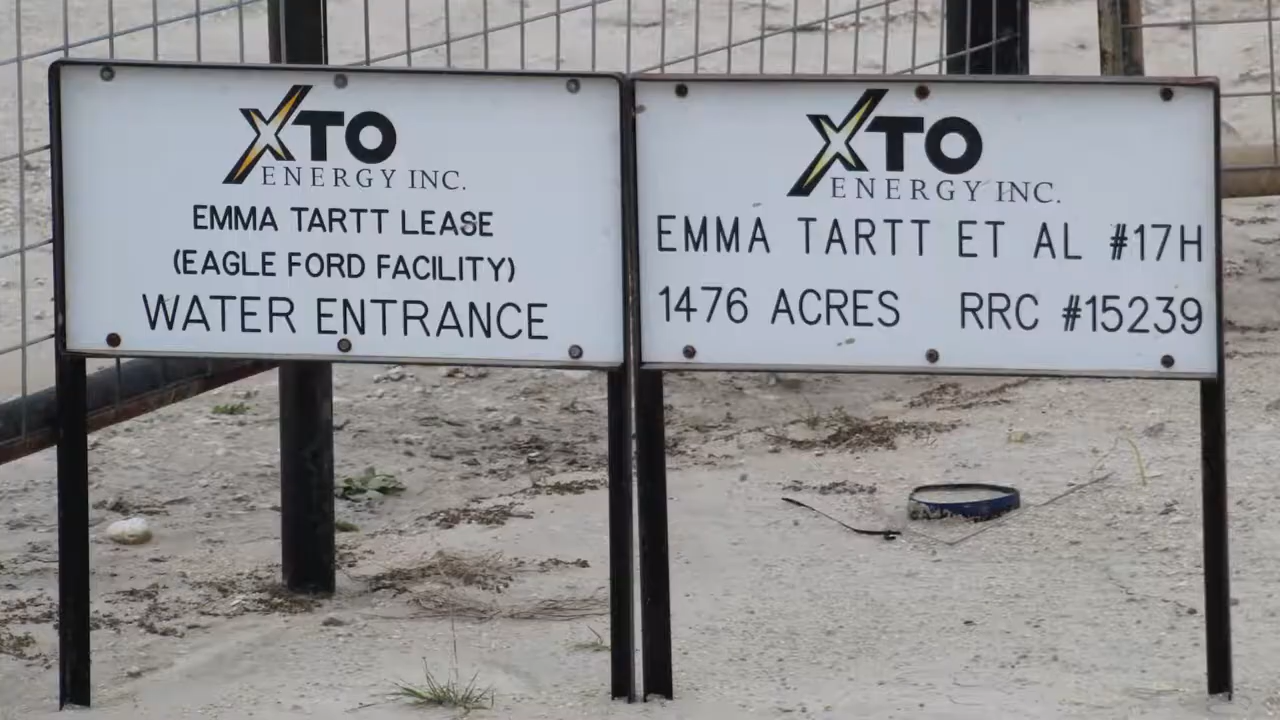 XTO
ENERGY INC.
EMMA TARTT LEASE
(EAGLE FORD FACILITY)
WATER ENTRANCE
XTO
ENERGY INC.
EMMA TARTT ET AL #17H
1476 ACRES RRC #15239